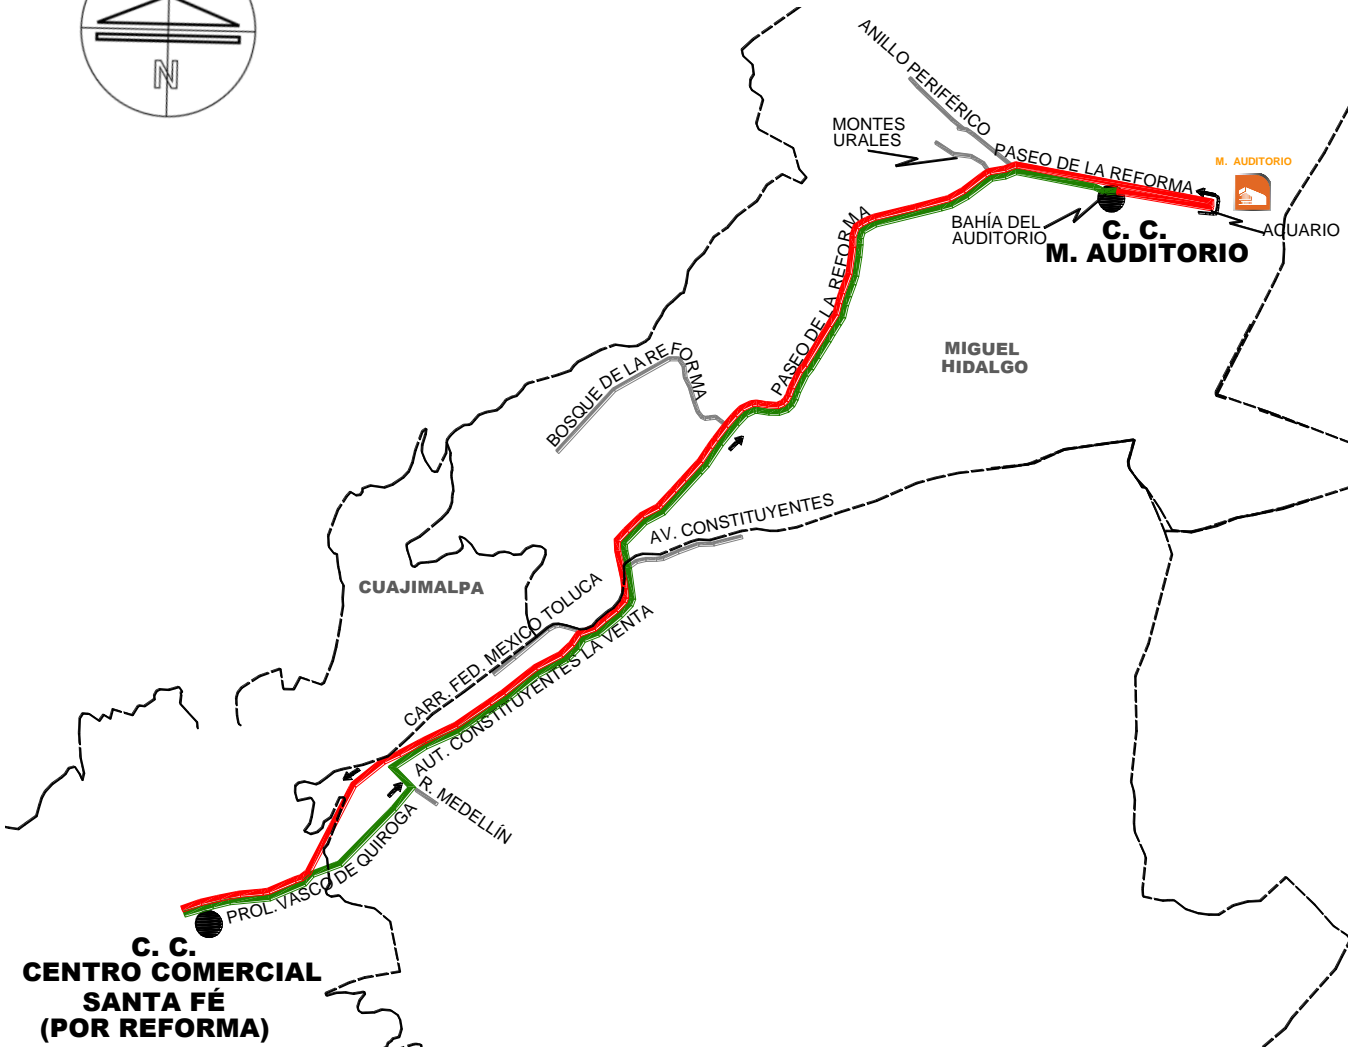 N
ANILLO PERIFÉRICO
MONTES
URALES
PASEO DE LA REFORMA
M. AUDITORIO
BAHÍA DEL
AUDITORIO
ACUARIO
C. C.
M. AUDITORIO
PASEO DE LA REFORMA
MIGUEL
HIDALGO
BOSQUE DE LA REFORMA
AV. CONSTITUYENTES
CUAJIMALPA
CARR. FED. MEXICO TOLUCA
AUT. CONSTITUYENTES LA VENTA
R. MEDELLÍN
PROL. VASCO DE QUIROGA
C. C.
CENTRO COMERCIAL
SANTA FÉ
(POR REFORMA)